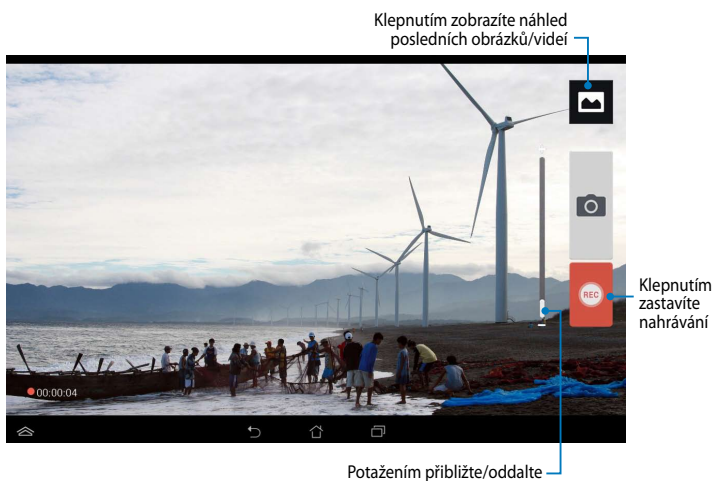 Klepnutím zobrazíte náhled
posledních obrázků/videí
REC
Klepnutím
zastavíte
nahrávání
00:00:04
Potažením přibližte/oddalte